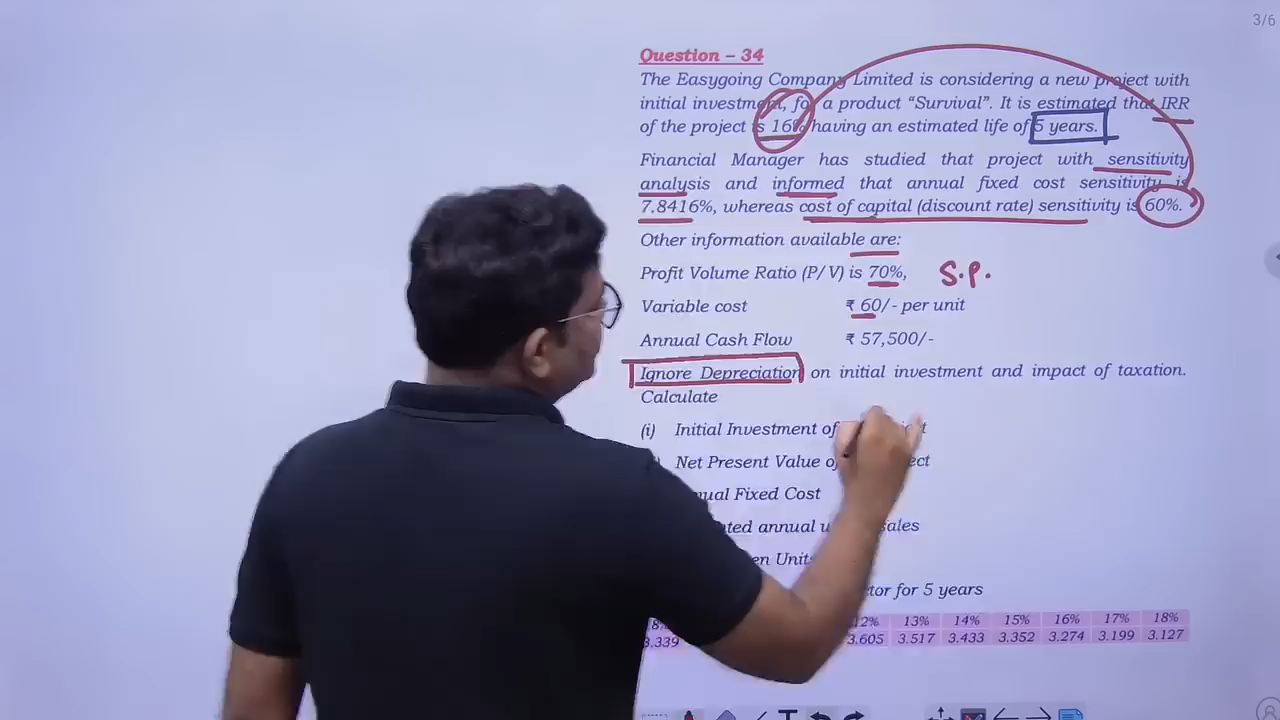 3/6
Question – 34
The Easygoing Company Limited is considering a new project with
initial investment, for a product “Survival”. It is estimated that IRR
of the project is 16% having an estimated life of 5 years.
Financial Manager has studied that project with sensitivity
analysis and informed that annual fixed cost sensitivity is
7.8416%, whereas cost of capital (discount rate) sensitivity is 60%.
Other information available are:
Profit Volume Ratio (P/V) is 70%, S.P.
Variable cost ₹ 60/- per unit
Annual Cash Flow ₹ 57,500/-
Ignore Depreciation on initial investment and impact of taxation.
Calculate
(i) Initial Investment of
Net Present Value of
Fixed Cost
annual
for 5 years
12% 13% 14% 15% 16% 17% 18%
3.605 3.517 3.433 3.352 3.274 3.199 3.127